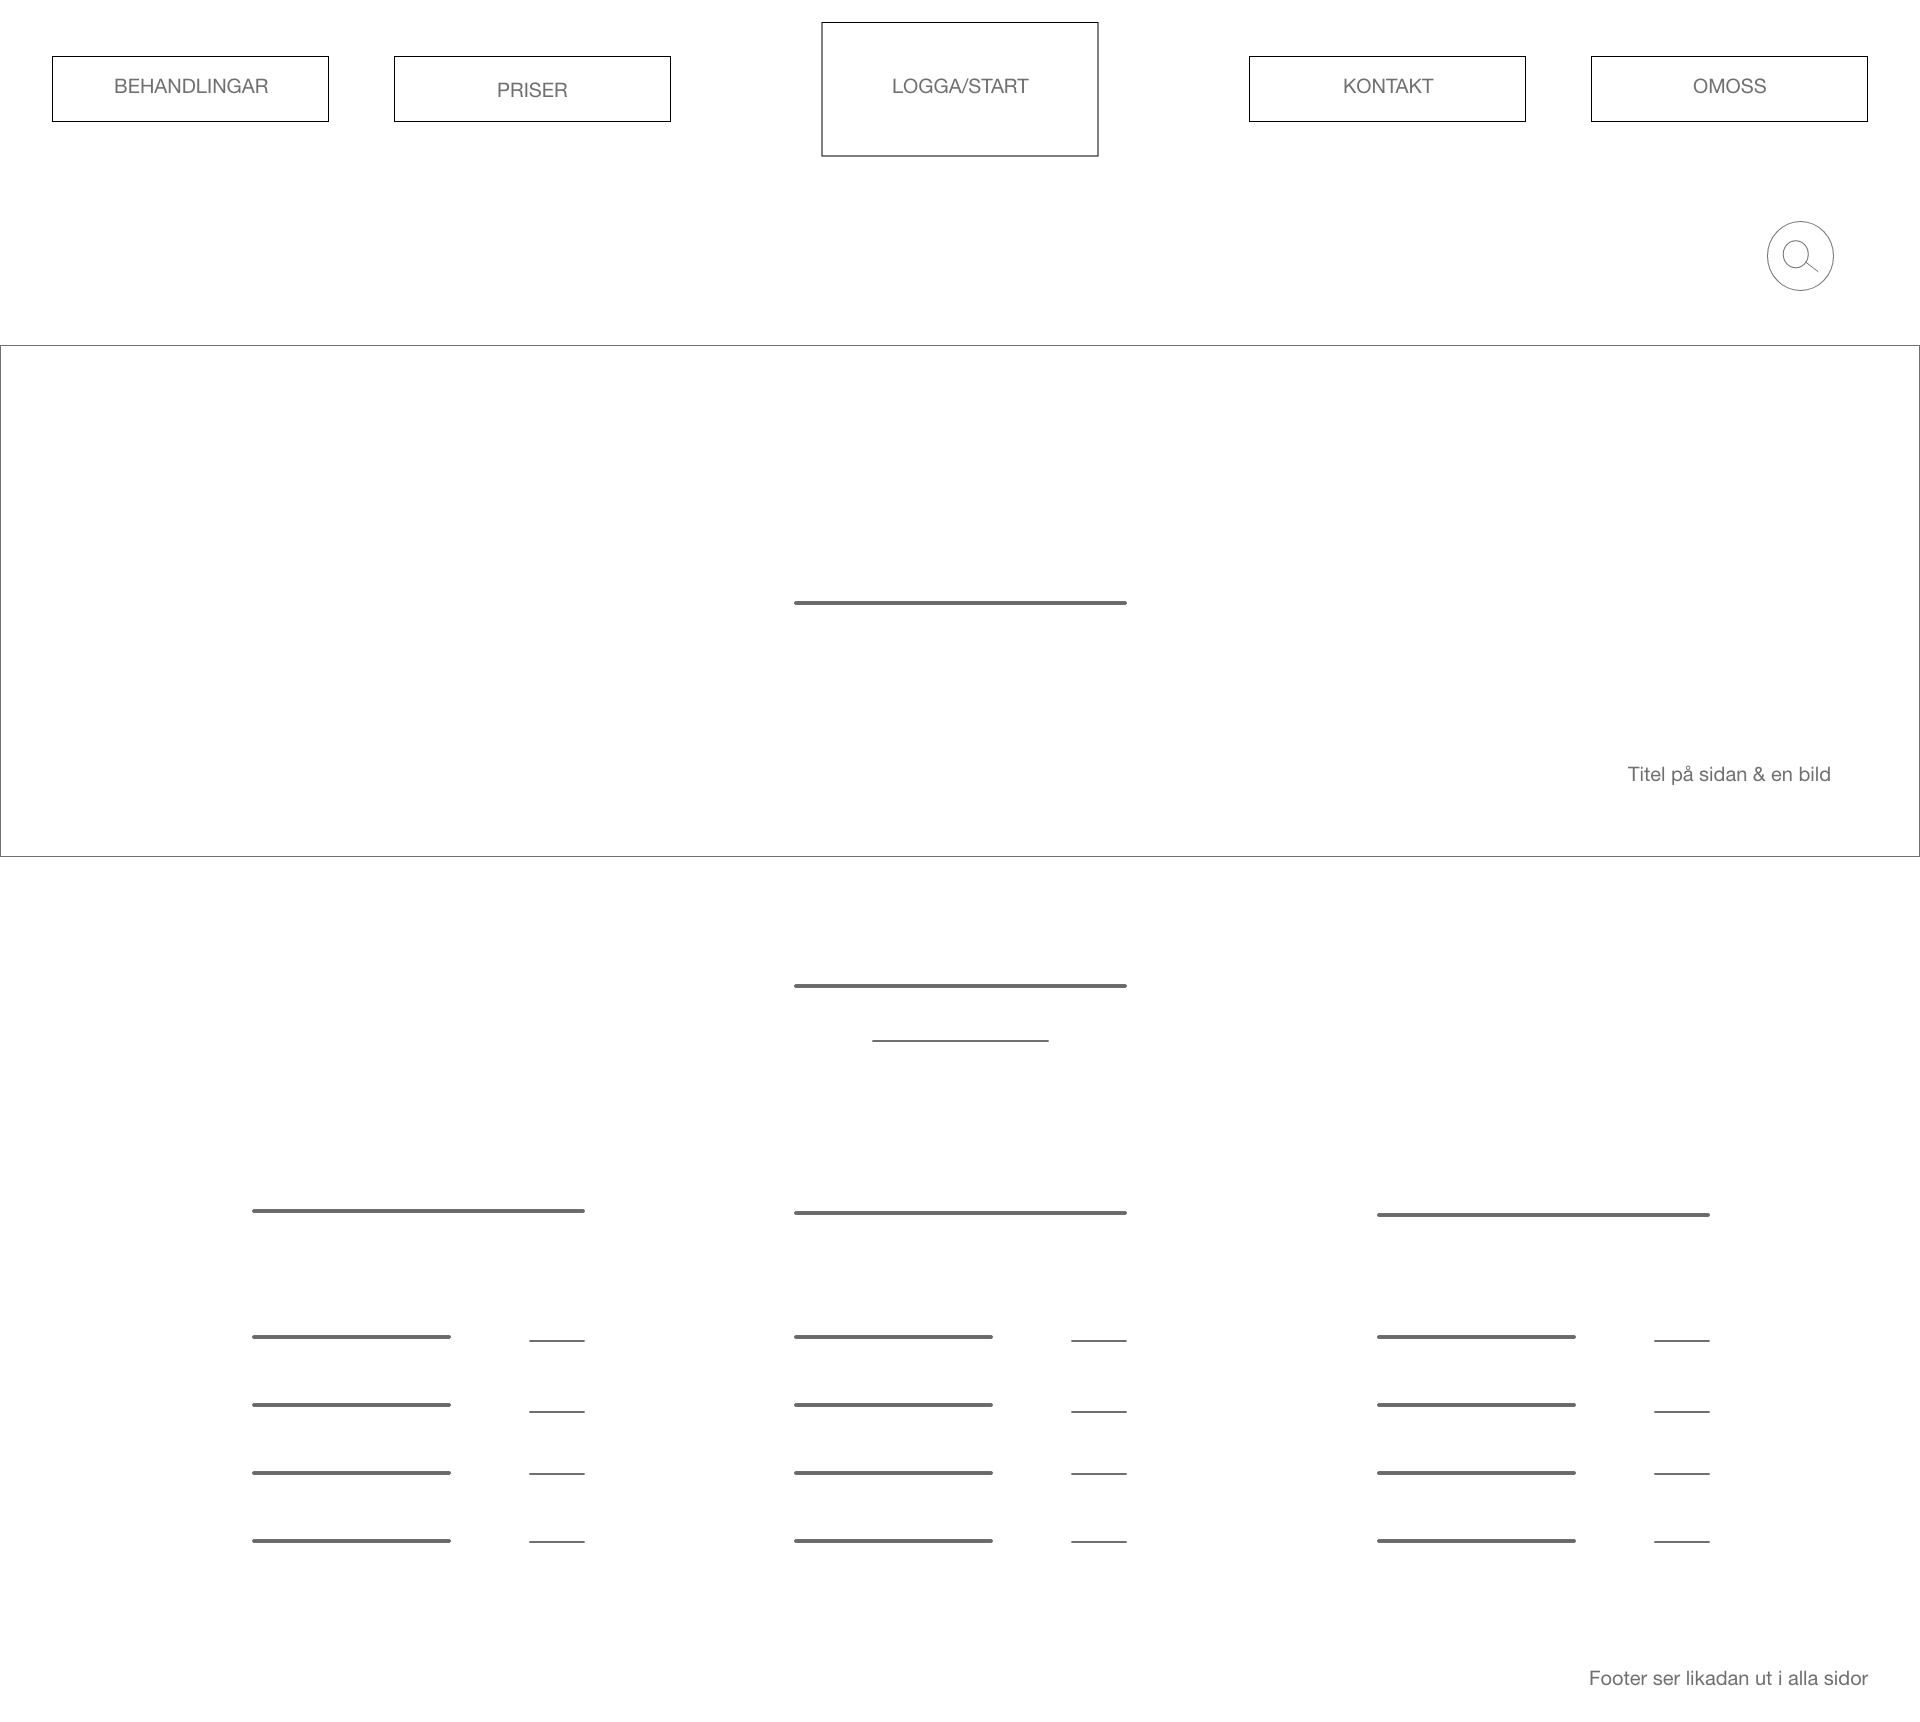 BEHANDLINGAR
PRISER
LOGGA/START
KONTAKT
OMOSS
Titel på sidan & en bild
Footer ser likadan ut i alla sidor